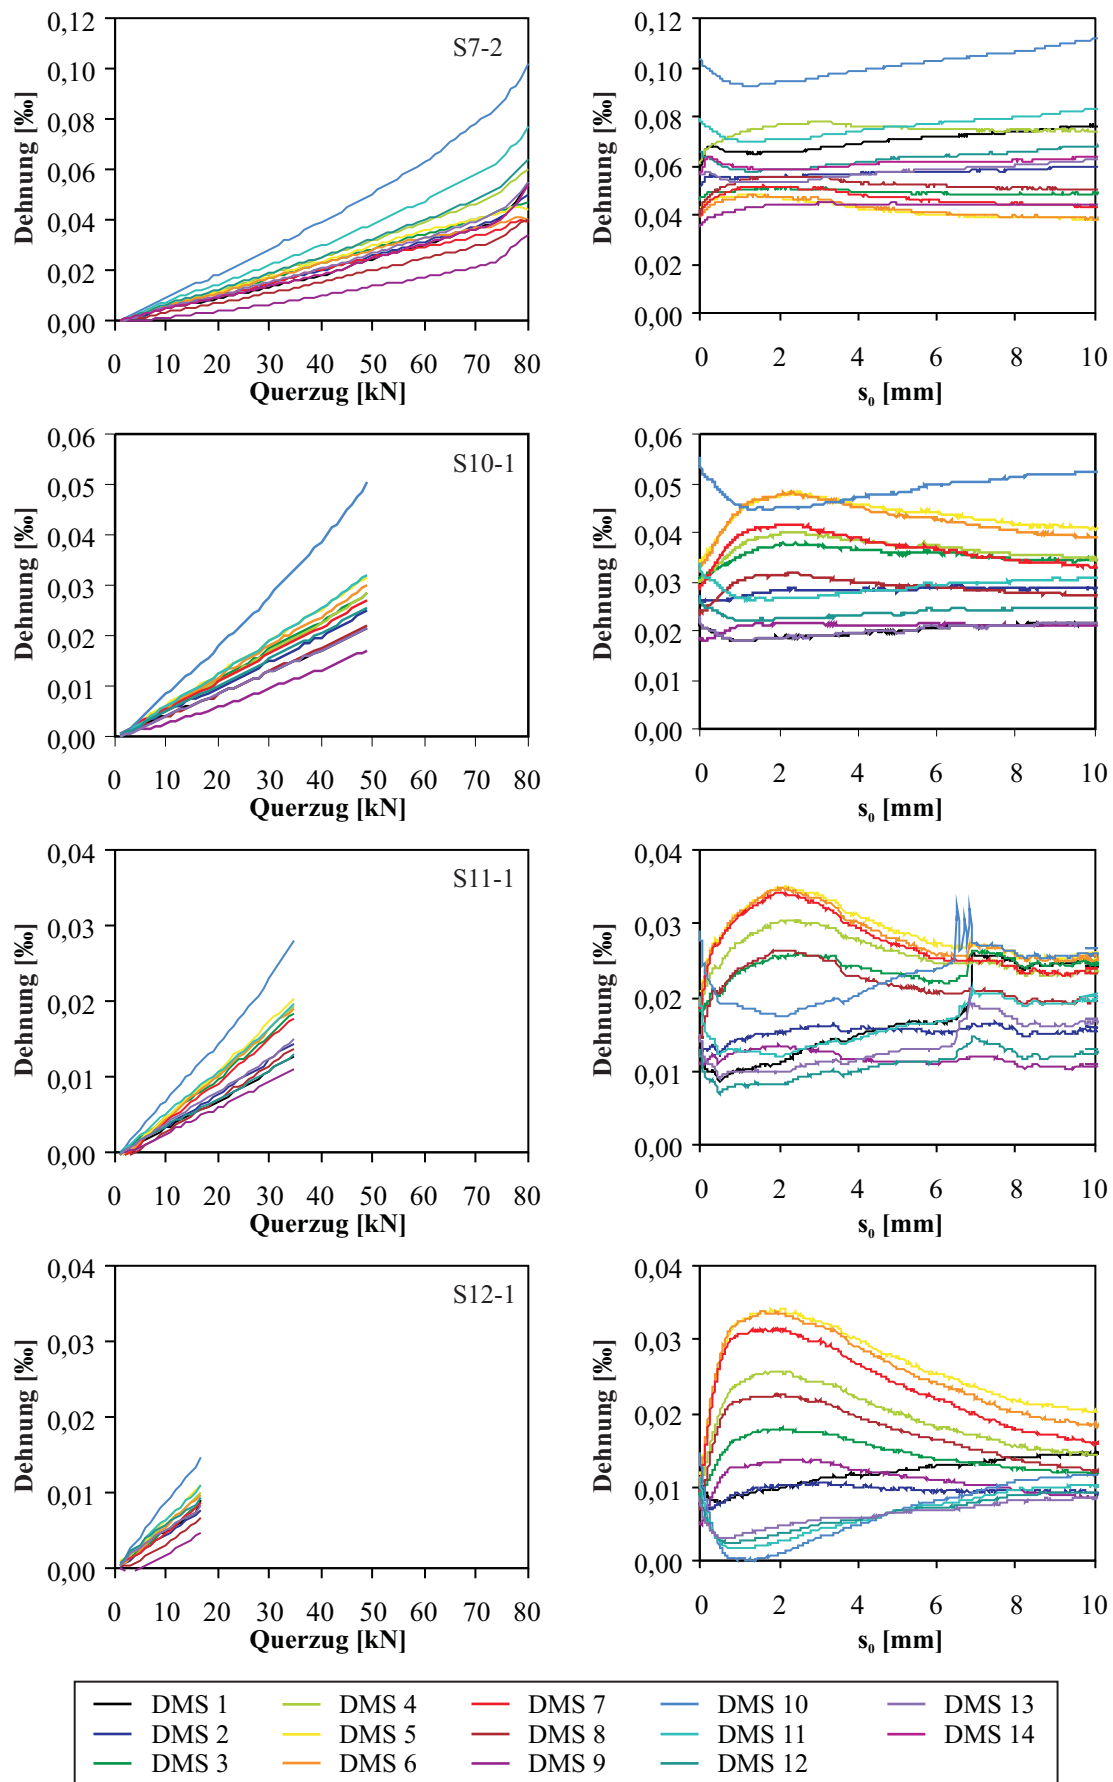 0,12
0,10
0,08
0,06
0,04
0,02
0,00
Dehnung [‰]
S7-2
0 10 20 30 40 50 60 70 80
Querzug [kN]
0,12
0,10
0,08
0,06
0,04
0,02
0,00
Dehnung [‰]
0 2 4 6 8 10
s₀ [mm]
0,06
0,05
0,04
0,03
0,02
0,01
0,00
Dehnung [‰]
S10-1
0 10 20 30 40 50 60 70 80
Querzug [kN]
0,06
0,05
0,04
0,03
0,02
0,01
0,00
Dehnung [‰]
0 2 4 6 8 10
s₀ [mm]
0,04
0,03
0,02
0,01
0,00
Dehnung [‰]
S11-1
0 10 20 30 40 50 60 70 80
Querzug [kN]
0,04
0,03
0,02
0,01
0,00
Dehnung [‰]
0 2 4 6 8 10
s₀ [mm]
0,04
0,03
0,02
0,01
0,00
Dehnung [‰]
S12-1
0 10 20 30 40 50 60 70 80
Querzug [kN]
0,04
0,03
0,02
0,01
0,00
Dehnung [‰]
0 2 4 6 8 10
s₀ [mm]
DMS 1 DMS 4 DMS 7 DMS 10 DMS 13
DMS 2 DMS 5 DMS 8 DMS 11 DMS 14
DMS 3 DMS 6 DMS 9 DMS 12